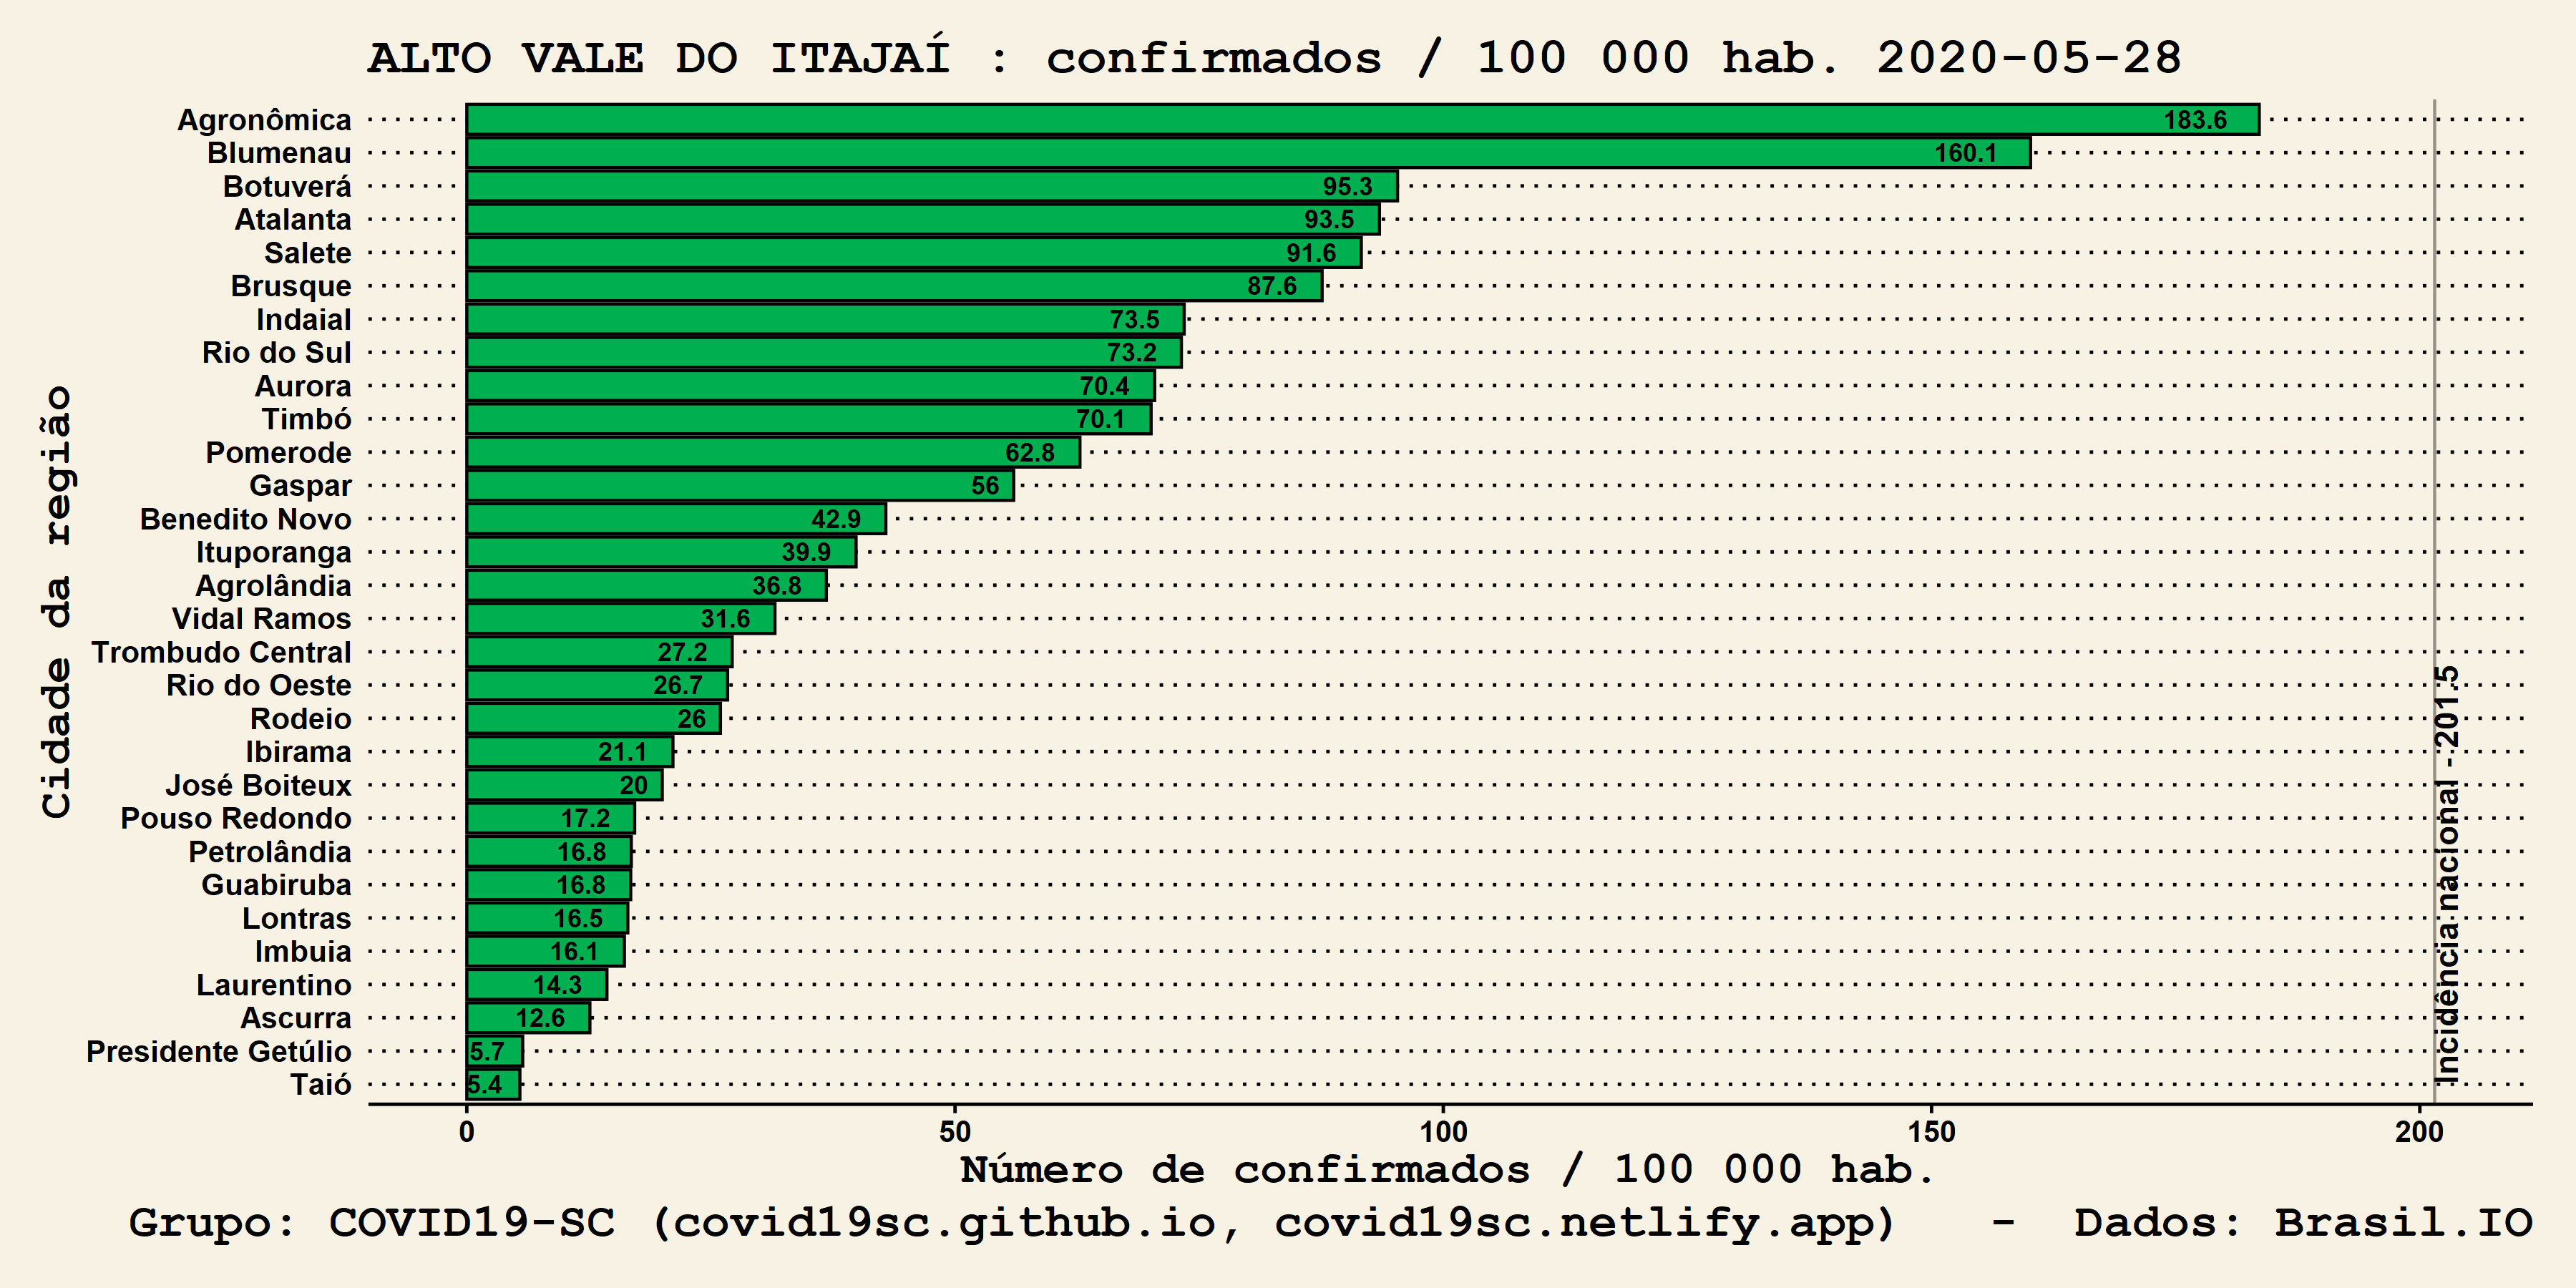 ALTO VALE DO ITAJAÍ : confirmados / 100 000 hab. 2020-05-28
Cidade da região
Agronômica 183.6
Blumenau 160.1
Botuverá 95.3
Atalanta 93.5
Salete 91.6
Brusque 87.6
Indaial 73.5
Rio do Sul 73.2
Aurora 70.4
Timbó 70.1
Pomerode 62.8
Gaspar 56
Benedito Novo 42.9
Ituporanga 39.9
Agrolândia 36.8
Vidal Ramos 31.6
Trombudo Central 27.2
Rio do Oeste 26.7
Rodeio 26
Ibirama 21.1
José Boiteux 20
Pouso Redondo 17.2
Petrolândia 16.8
Guabiruba 16.8
Lontras 16.5
Imbuia 16.1
Laurentino 14.3
Ascurra 12.6
Presidente Getúlio 5.7
Taió 5.4
Incidência nacional - 201.5
0 50 100 150 200
Número de confirmados / 100 000 hab.
Grupo: COVID19-SC (covid19sc.github.io, covid19sc.netlify.app) - Dados: Brasil.IO